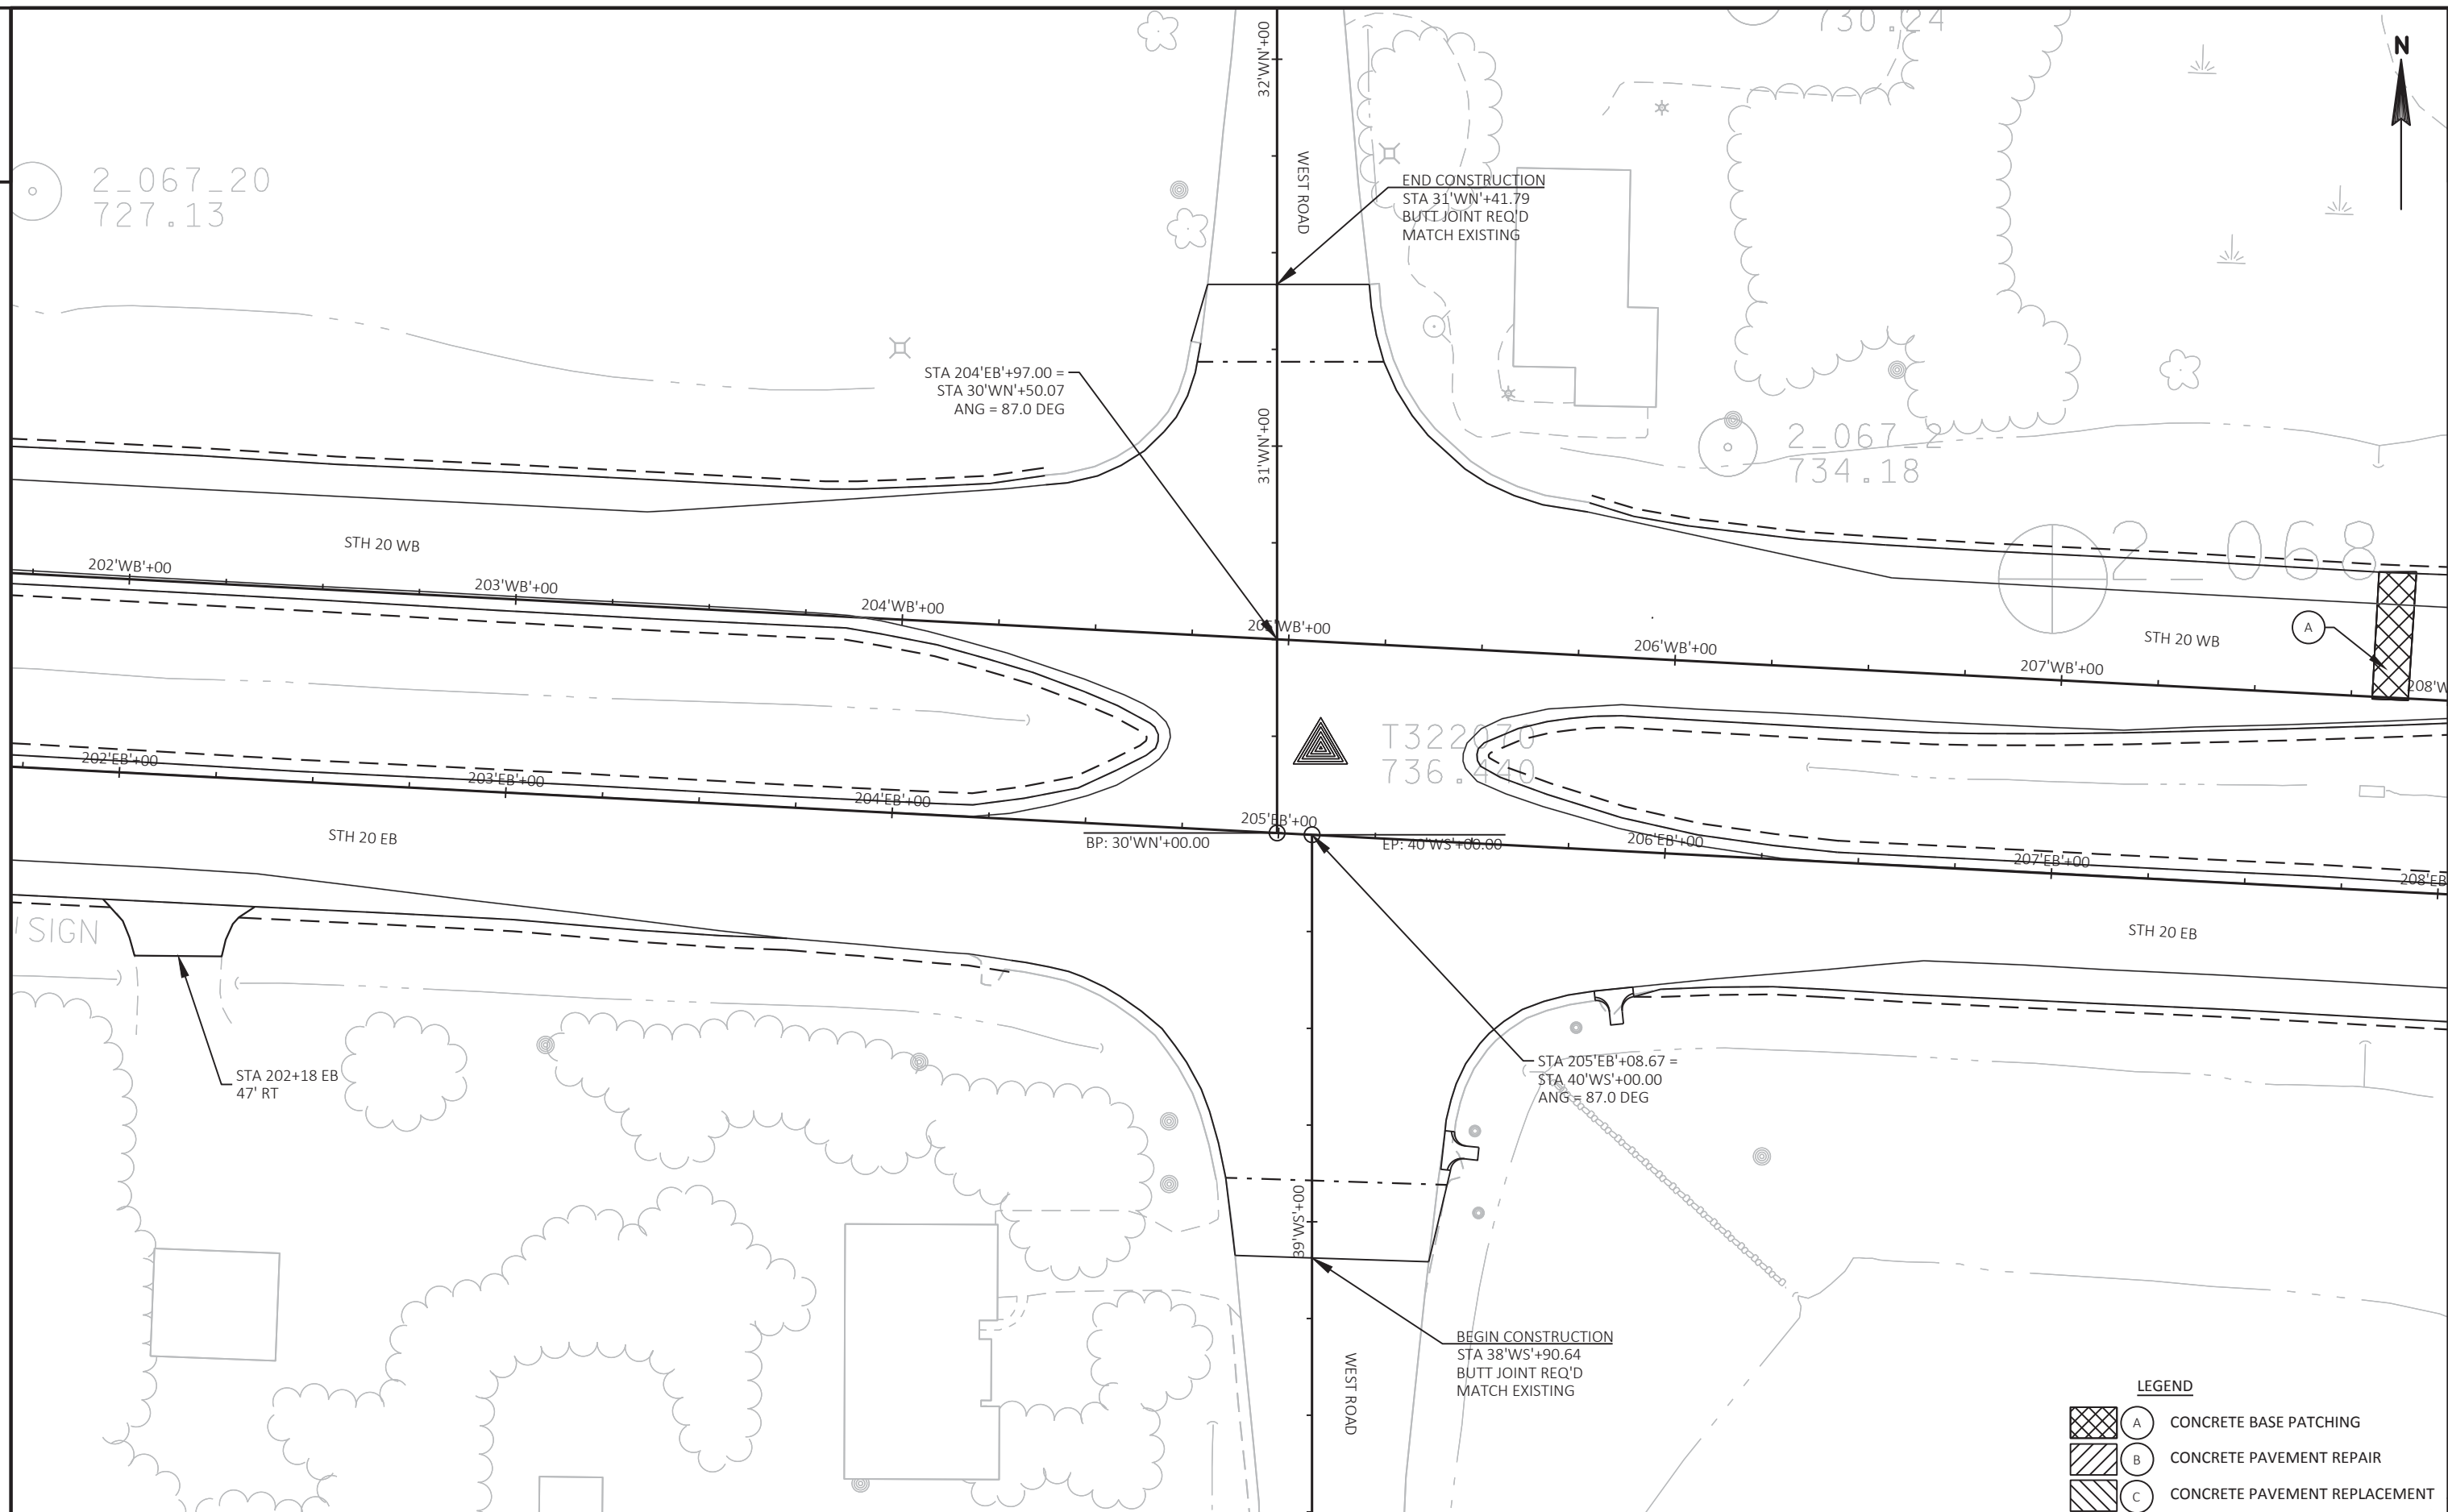 730.24
N
32'WN'+00
2_067_20
727.13
WEST ROAD
END CONSTRUCTION
STA 31'WN'+41.79
BUTT JOINT REQ'D
MATCH EXISTING
STA 204'EB'+97.00 =
STA 30'WN'+50.07
ANG = 87.0 DEG
31'WN'+00
2_067_2
734.18
STH 20 WB
2_068
202'WB'+00
203'WB'+00
204'WB'+00
205'WB'+00
206'WB'+00
207'WB'+00
208'W
A
STH 20 WB
T322070
736.440
202'EB'+00
203'EB'+00
204'EB'+00
205'EB'+00
206'EB'+00
207'EB'+00
208'EB
BP: 30'WN'+00.00
EP: 40'WS'+00.00
STH 20 EB
STH 20 EB
SIGN
STA 202+18 EB
47' RT
STA 205'EB'+08.67 =
STA 40'WS'+00.00
ANG = 87.0 DEG
39'WS'+00
BEGIN CONSTRUCTION
STA 38'WS'+90.64
BUTT JOINT REQ'D
MATCH EXISTING
WEST ROAD
LEGEND
A CONCRETE BASE PATCHING
B CONCRETE PAVEMENT REPAIR
C CONCRETE PAVEMENT REPLACEMENT